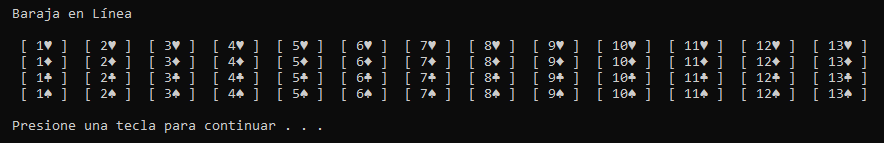 Baraja en Línea
[ 1♥ ] [ 2♥ ] [ 3♥ ] [ 4♥ ] [ 5♥ ] [ 6♥ ] [ 7♥ ] [ 8♥ ] [ 9♥ ] [ 10♥ ] [ 11♥ ] [ 12♥ ] [ 13♥ ]
[ 1♦ ] [ 2♦ ] [ 3♦ ] [ 4♦ ] [ 5♦ ] [ 6♦ ] [ 7♦ ] [ 8♦ ] [ 9♦ ] [ 10♦ ] [ 11♦ ] [ 12♦ ] [ 13♦ ]
[ 1♣ ] [ 2♣ ] [ 3♣ ] [ 4♣ ] [ 5♣ ] [ 6♣ ] [ 7♣ ] [ 8♣ ] [ 9♣ ] [ 10♣ ] [ 11♣ ] [ 12♣ ] [ 13♣ ]
[ 1♠ ] [ 2♠ ] [ 3♠ ] [ 4♠ ] [ 5♠ ] [ 6♠ ] [ 7♠ ] [ 8♠ ] [ 9♠ ] [ 10♠ ] [ 11♠ ] [ 12♠ ] [ 13♠ ]
Presione una tecla para continuar . . .